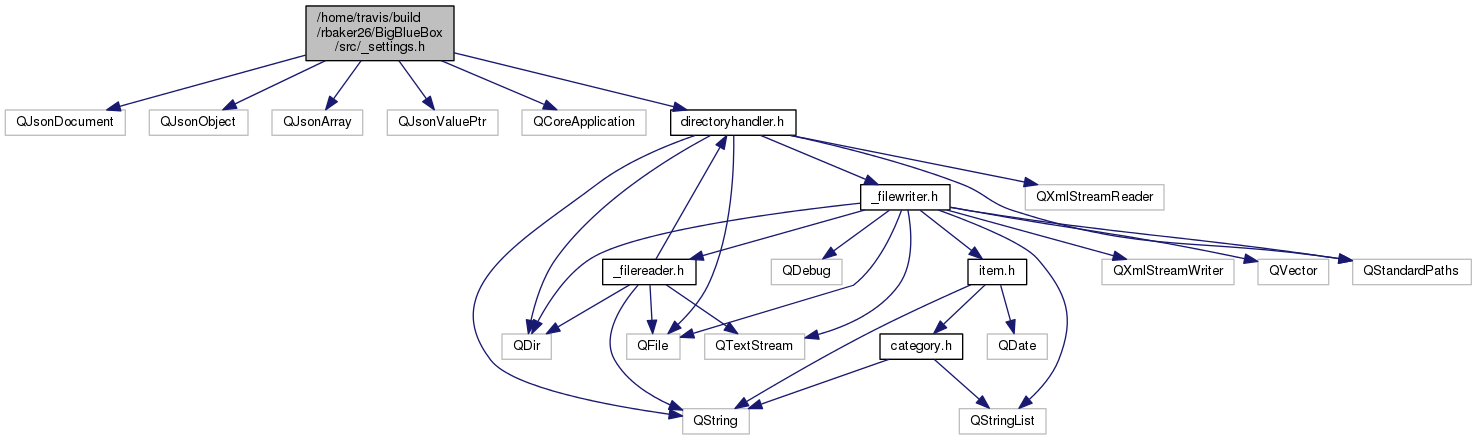 /home/travis/build
/rbaker26/BigBlueBox
/src/_settings.h
QJsonDocument
QJsonObject
QJsonArray
QJsonValuePtr
QCoreApplication
directoryhandler.h
_filewriter.h
QXmlStreamReader
_filereader.h
QDebug
item.h
QXmlStreamWriter
QVector
QStandardPaths
QDir
QFile
QTextStream
category.h
QDate
QString
QStringList